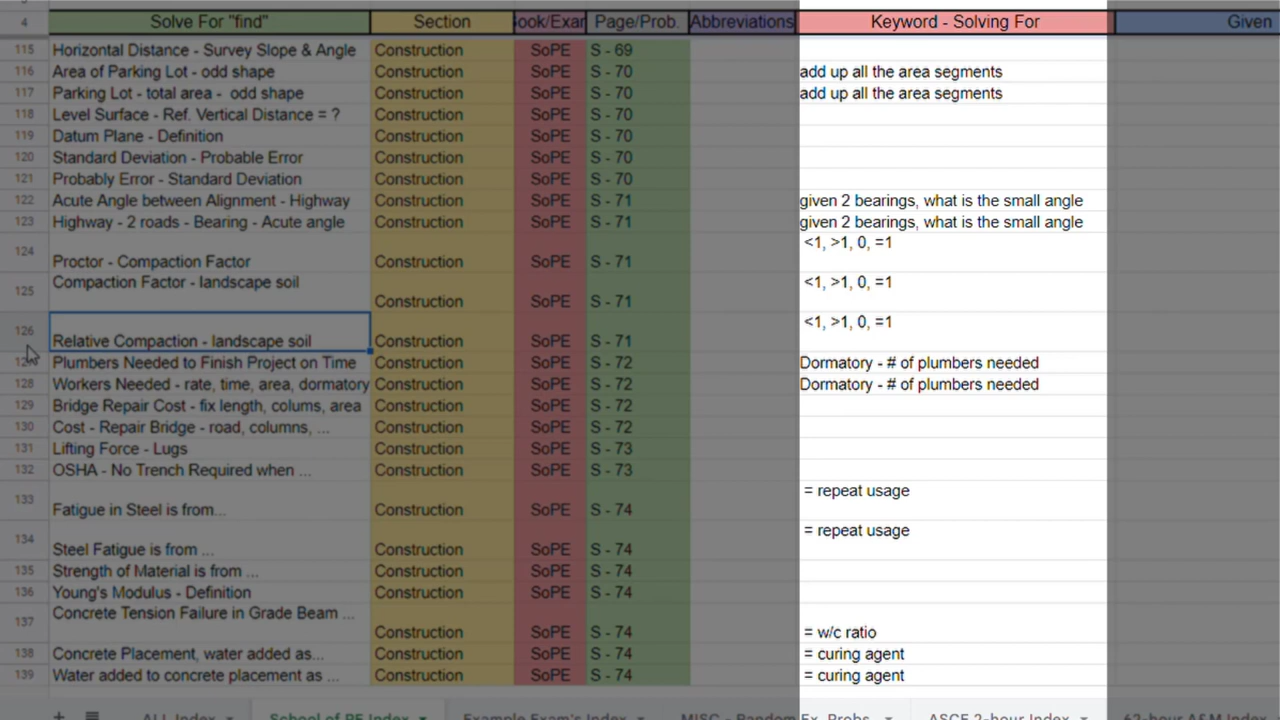 4 Solve For "find" Section ook/Exar Page/Prob. Abbreviations Keyword - Solving For Given
115 Horizontal Distance - Survey Slope & Angle Construction SoPE S - 69
116 Area of Parking Lot - odd shape Construction SoPE S - 70 add up all the area segments
117 Parking Lot - total area - odd shape Construction SoPE S - 70 add up all the area segments
118 Level Surface - Ref. Vertical Distance = ? Construction SoPE S - 70
119 Datum Plane - Definition Construction SoPE S - 70
120 Standard Deviation - Probable Error Construction SoPE S - 70
121 Probably Error - Standard Deviation Construction SoPE S - 70
122 Acute Angle between Alignment - Highway Construction SoPE S - 71 given 2 bearings, what is the small angle
123 Highway - 2 roads - Bearing - Acute angle Construction SoPE S - 71 given 2 bearings, what is the small angle
124 Proctor - Compaction Factor Construction SoPE S - 71 <1, >1, 0, =1
125 Compaction Factor - landscape soil Construction SoPE S - 71 <1, >1, 0, =1
126 Relative Compaction - landscape soil Construction SoPE S - 71 <1, >1, 0, =1
Plumbers Needed to Finish Project on Time Construction SoPE S - 72 Dormatory - # of plumbers needed
128 Workers Needed - rate, time, area, dormatory Construction SoPE S - 72 Dormatory - # of plumbers needed
129 Bridge Repair Cost - fix length, colums, area Construction SoPE S - 72
130 Cost - Repair Bridge - road, columns, ... Construction SoPE S - 72
131 Lifting Force - Lugs Construction SoPE S - 73
132 OSHA - No Trench Required when ... Construction SoPE S - 73
133 Fatigue in Steel is from... Construction SoPE S - 74 = repeat usage
134 Steel Fatigue is from ... Construction SoPE S - 74 = repeat usage
135 Strength of Material is from ... Construction SoPE S - 74
136 Young's Modulus - Definition Construction SoPE S - 74
137 Concrete Tension Failure in Grade Beam ... Construction SoPE S - 74 = w/c ratio
138 Concrete Placement, water added as... Construction SoPE S - 74 = curing agent
139 Water added to concrete placement as ... Construction SoPE S - 74 = curing agent
ALL Index School of PE Index Example Exam's Index MISC - Random Ex. Probs. ASCE 2-hour Index